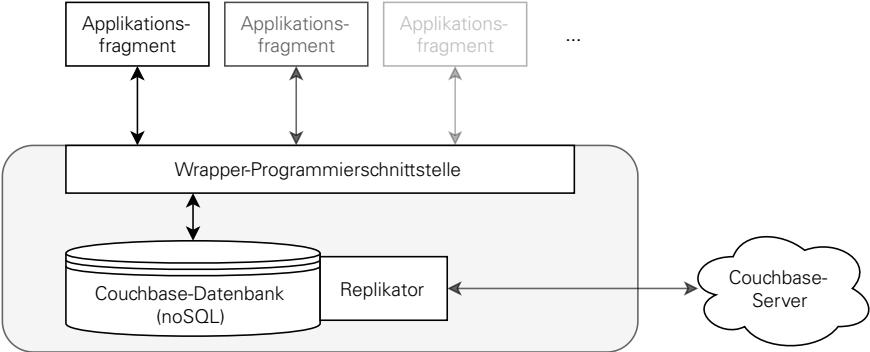 Applikations-
fragment
Applikations-
fragment
Applikations-
fragment
...
Wrapper-Programmierschnittstelle
Couchbase-Datenbank
(noSQL)
Replikator
Couchbase-
Server